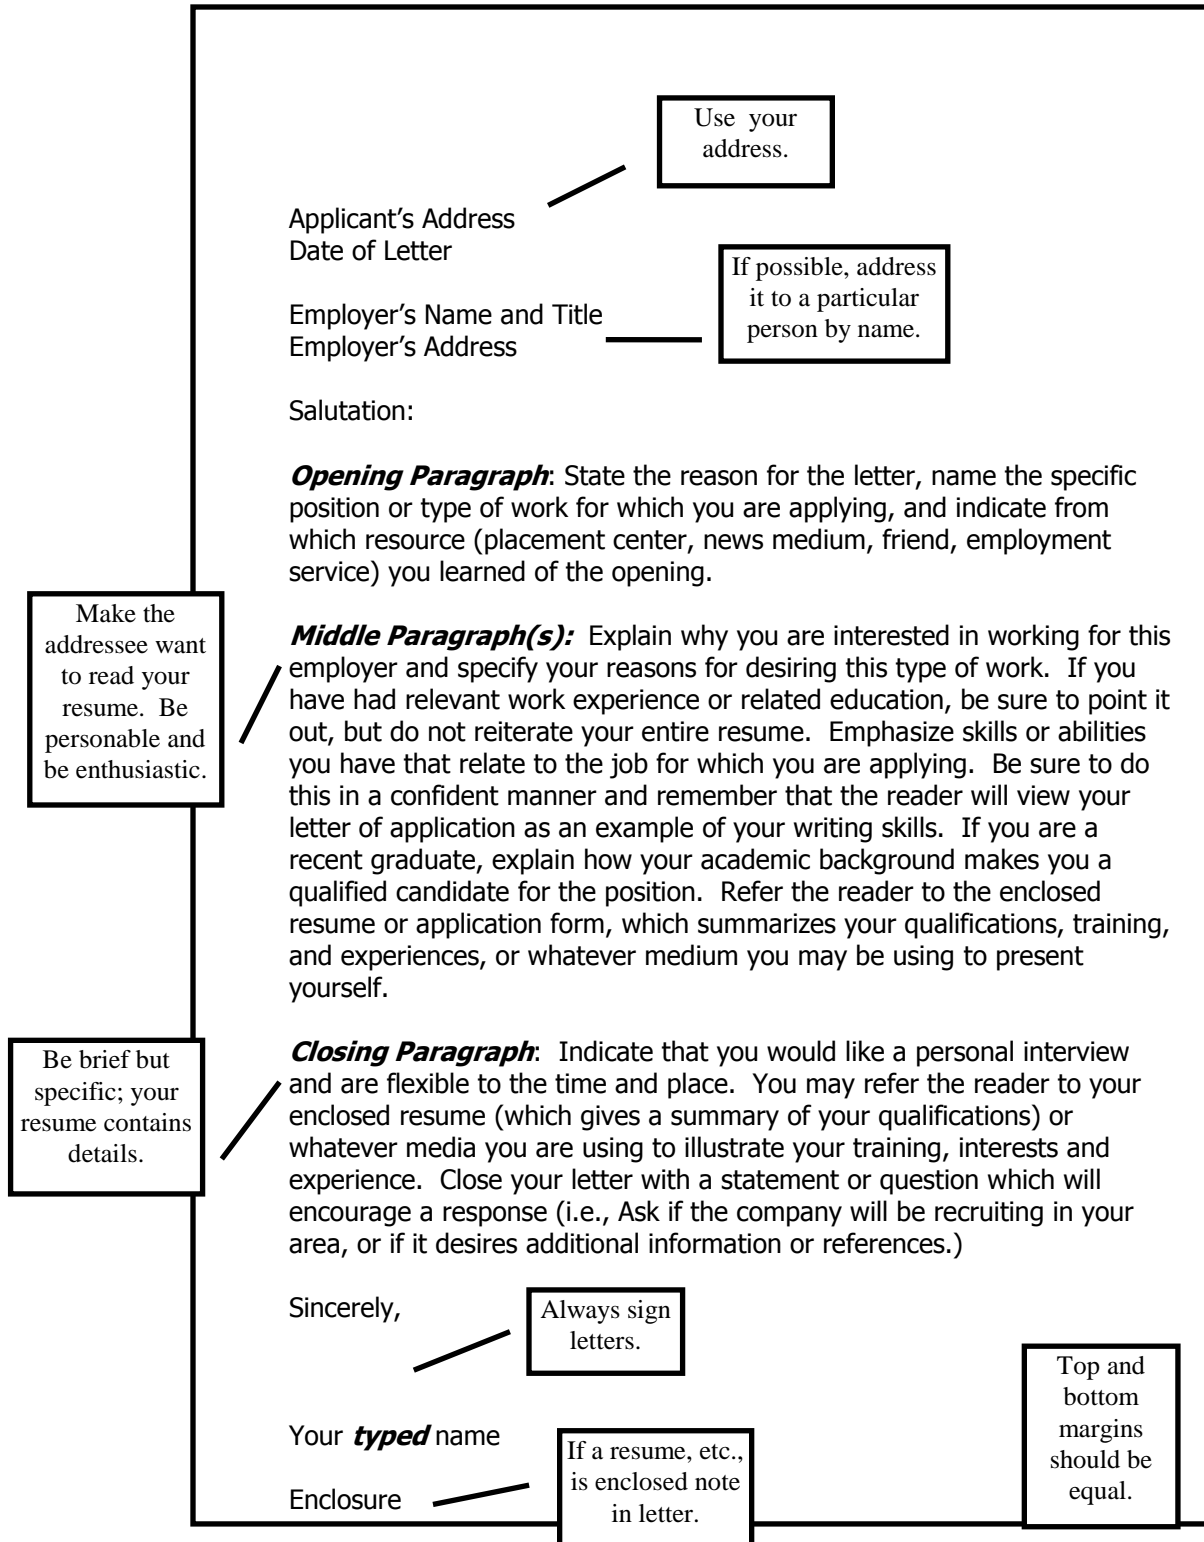 Use your
address.
Applicant’s Address
Date of Letter
If possible, address
it to a particular
person by name.
Employer’s Name and Title
Employer’s Address
Salutation:
Opening Paragraph: State the reason for the letter, name the specific
position or type of work for which you are applying, and indicate from
which resource (placement center, news medium, friend, employment
service) you learned of the opening.
Make the
addressee want
to read your
resume. Be
personable and
be enthusiastic.
Middle Paragraph(s): Explain why you are interested in working for this
employer and specify your reasons for desiring this type of work. If you
have had relevant work experience or related education, be sure to point it
out, but do not reiterate your entire resume. Emphasize skills or abilities
you have that relate to the job for which you are applying. Be sure to do
this in a confident manner and remember that the reader will view your
letter of application as an example of your writing skills. If you are a
recent graduate, explain how your academic background makes you a
qualified candidate for the position. Refer the reader to the enclosed
resume or application form, which summarizes your qualifications, training,
and experiences, or whatever medium you may be using to present
yourself.
Be brief but
specific; your
resume contains
details.
Closing Paragraph: Indicate that you would like a personal interview
and are flexible to the time and place. You may refer the reader to your
enclosed resume (which gives a summary of your qualifications) or
whatever media you are using to illustrate your training, interests and
experience. Close your letter with a statement or question which will
encourage a response (i.e., Ask if the company will be recruiting in your
area, or if it desires additional information or references.)
Sincerely,
Always sign
letters.
Your typed name
Enclosure
If a resume, etc.,
is enclosed note
in letter.
Top and
bottom
margins
should be
equal.